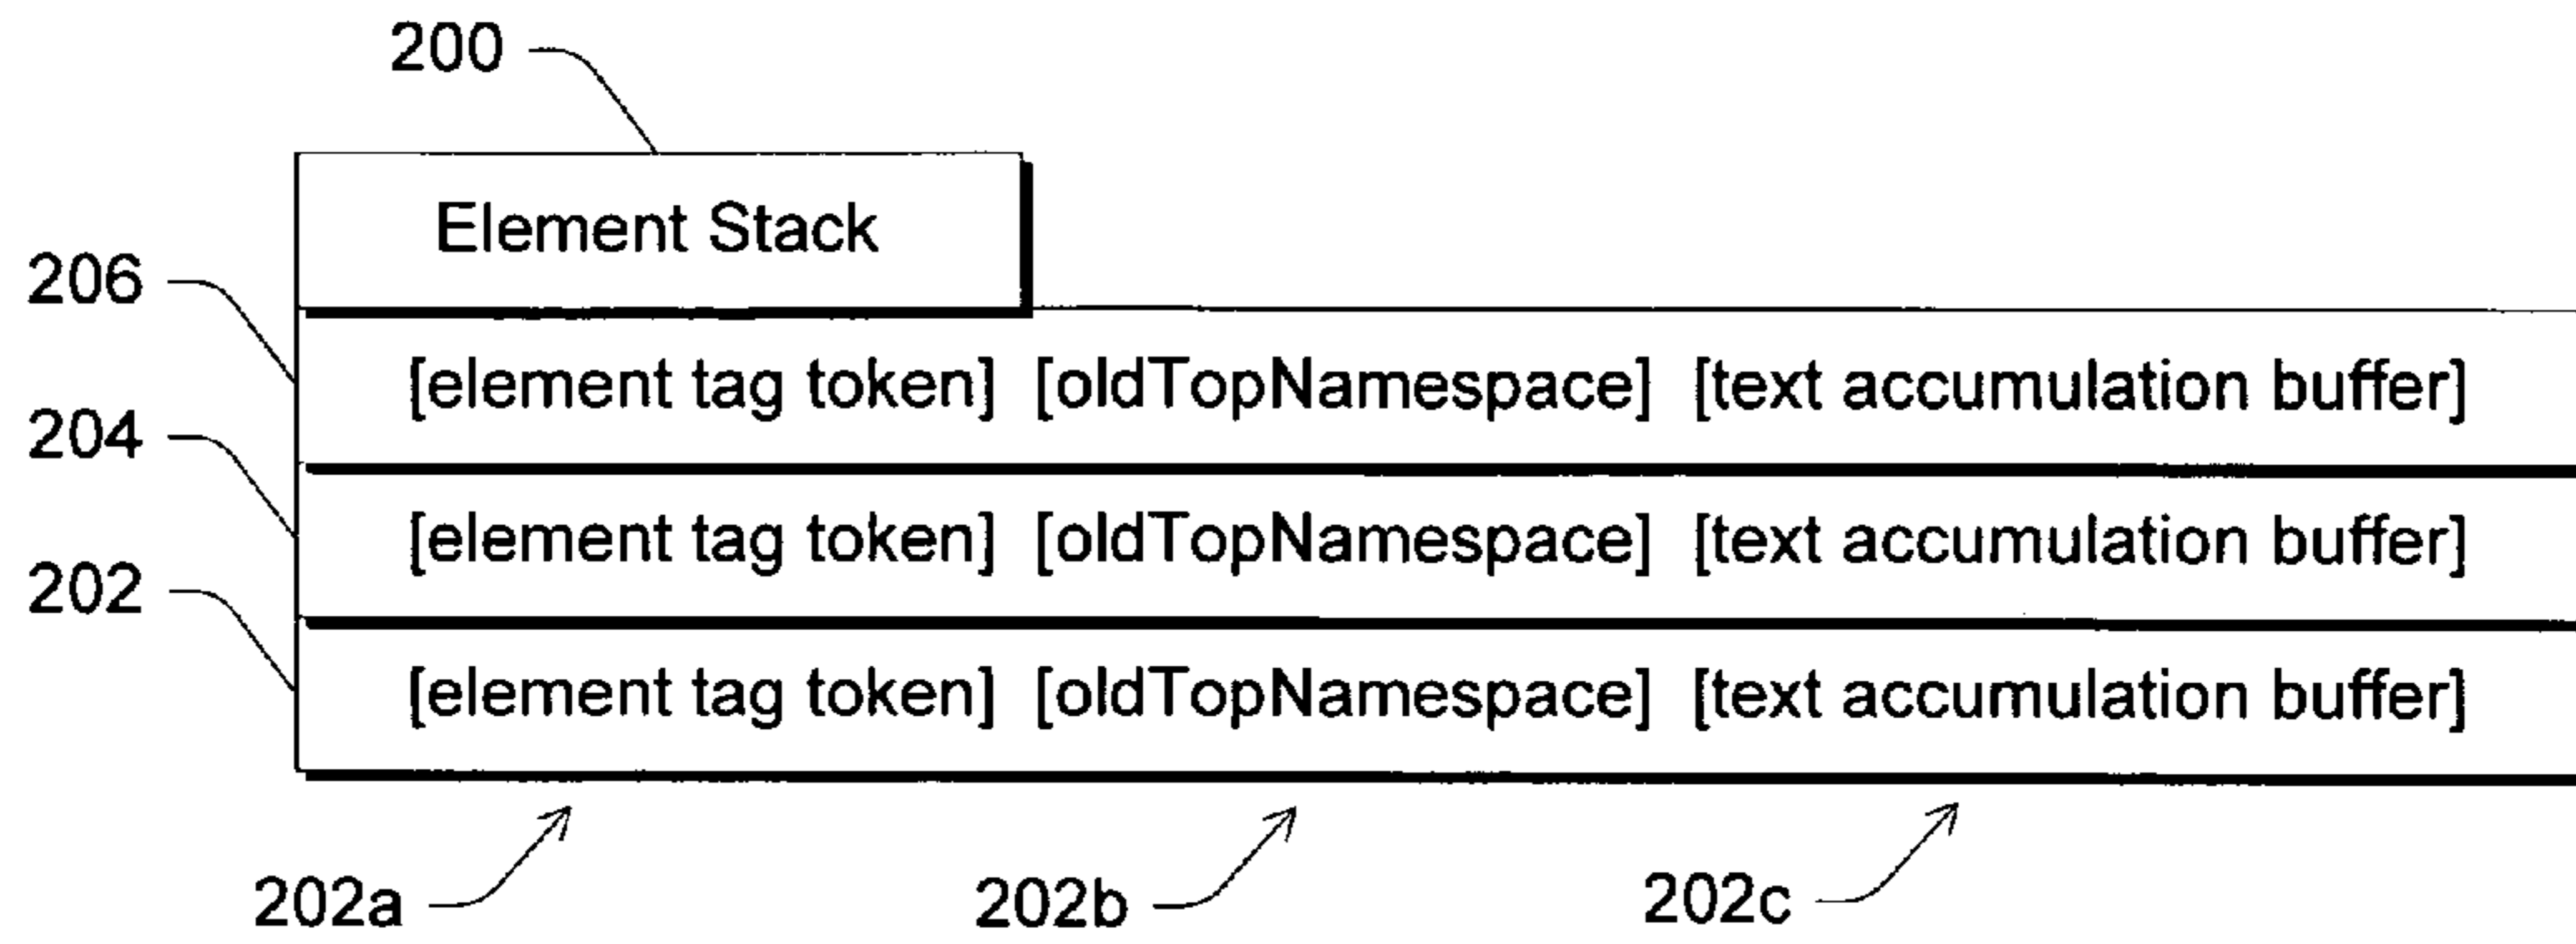 200
Element Stack
206
[element tag token] [oldTopNamespace] [text accumulation buffer]
204
[element tag token] [oldTopNamespace] [text accumulation buffer]
202
[element tag token] [oldTopNamespace] [text accumulation buffer]
202a 202b 202c